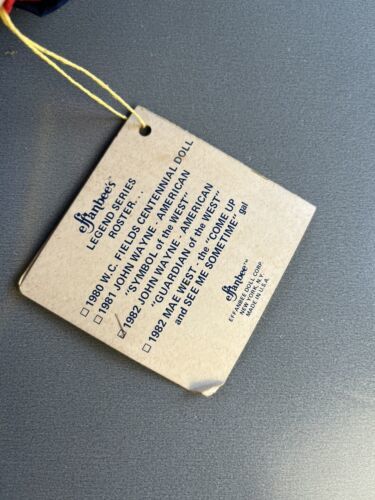 effanbee's™
LEGEND SERIES
ROSTER...
□ 1980 W.C. FIELDS CENTENNIAL DOLL
□ 1981 JOHN WAYNE - AMERICAN
"SYMBOL of the WEST"
☑ 1982 JOHN WAYNE - AMERICAN
"GUARDIAN of the WEST"
□ 1982 MAE WEST - the "COME UP
and SEE ME SOMETIME" gal
effanbee™
EFFANBEE DOLL CORP.
NEW YORK, N.Y.
MADE IN U.S.A.